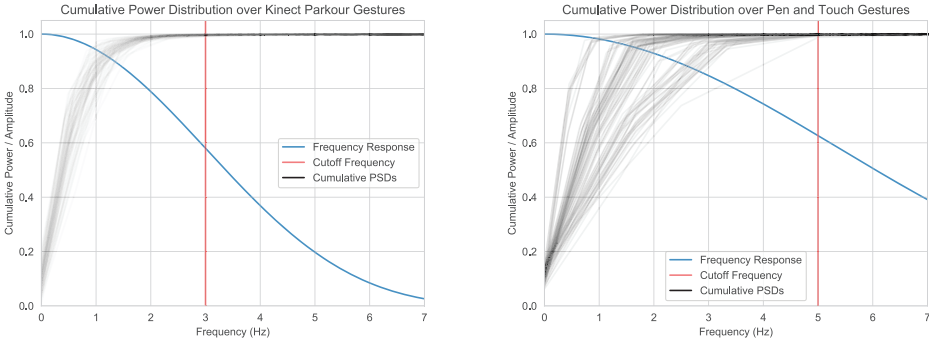 Cumulative Power Distribution over Kinect Parkour Gestures
Cumulative Power / Amplitude
1.0
0.8
0.6
0.4
0.2
0.0
Frequency Response
Cutoff Frequency
Cumulative PSDs
0 1 2 3 4 5 6 7
Frequency (Hz)
Cumulative Power Distribution over Pen and Touch Gestures
Cumulative Power / Amplitude
1.0
0.8
0.6
0.4
0.2
0.0
Frequency Response
Cutoff Frequency
Cumulative PSDs
0 1 2 3 4 5 6 7
Frequency (Hz)